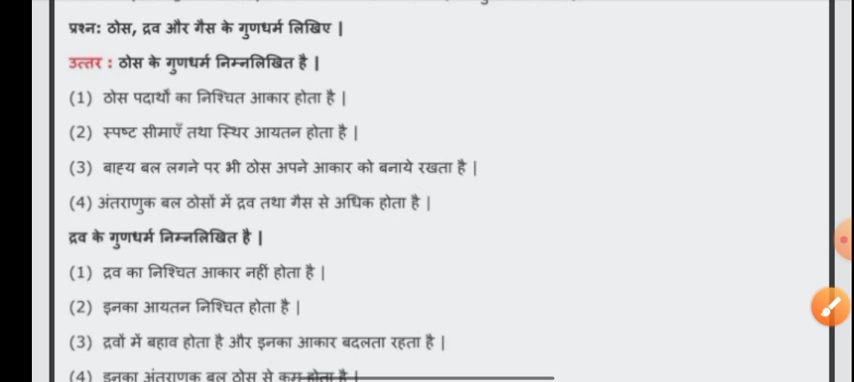 प्रश्न: ठोस, द्रव और गैस के गुणधर्म लिखिए |
उत्तर : ठोस के गुणधर्म निम्नलिखित है |
(1) ठोस पदार्थों का निश्चित आकार होता है |
(2) स्पष्ट सीमाएँ तथा स्थिर आयतन होता है |
(3) बाह्य बल लगने पर भी ठोस अपने आकार को बनाये रखता है |
(4) अंतराणुक बल ठोसों में द्रव तथा गैस से अधिक होता है |
द्रव के गुणधर्म निम्नलिखित है |
(1) द्रव का निश्चित आकार नहीं होता है |
(2) इनका आयतन निश्चित होता है |
(3) द्रवों में बहाव होता है और इनका आकार बदलता रहता है |
(4) इनका अंतराणुक बल ठोस से कम होता है |